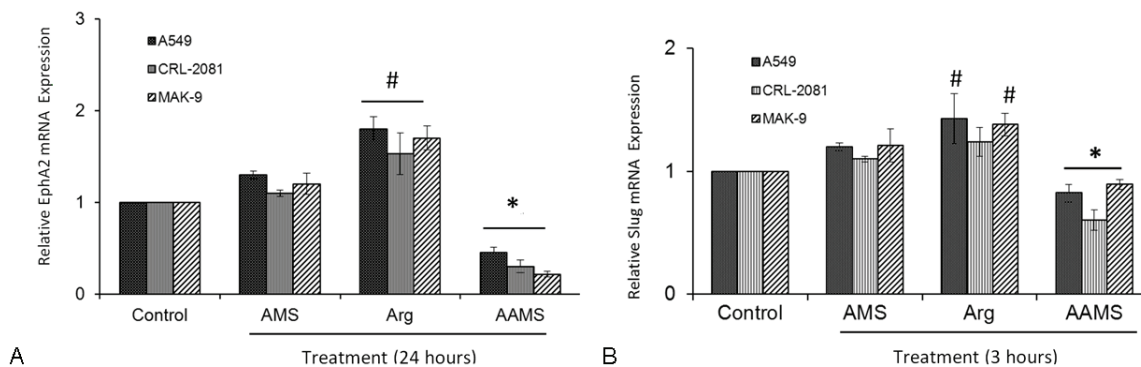 Relative EphA2 mRNA Expression
3
2
1
0
A549
CRL-2081
MAK-9
#
*
Control
AMS
Arg
AAMS
Treatment (24 hours)
A
Relative Slug mRNA Expression
2
1
0
A549
CRL-2081
MAK-9
#
#
*
Control
AMS
Arg
AAMS
Treatment (3 hours)
B